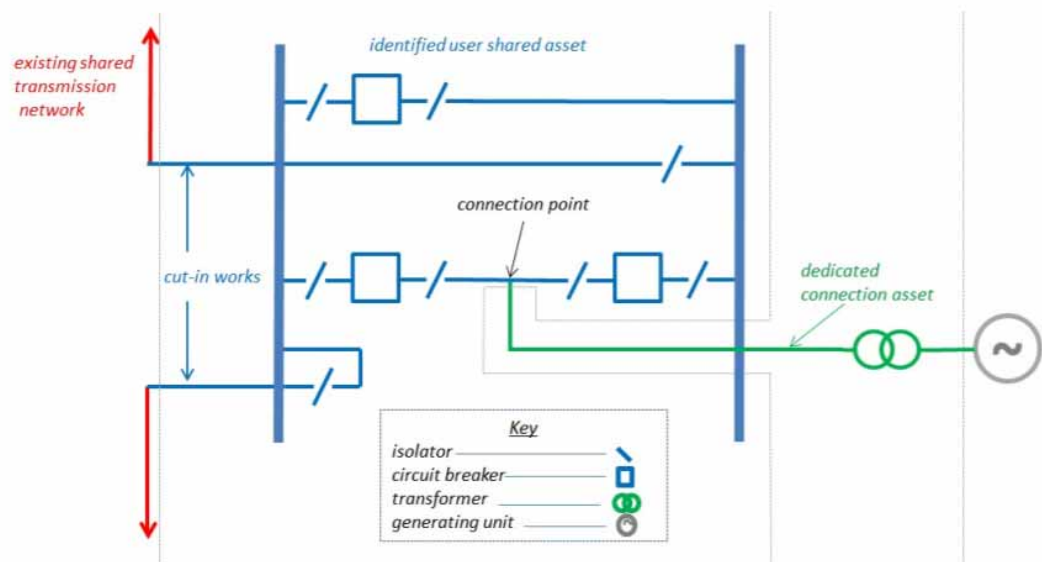 identified user shared asset
existing shared
transmission
network
connection point
cut-in works
dedicated
connection asset
~
Key
isolator
circuit breaker
transformer
generating unit